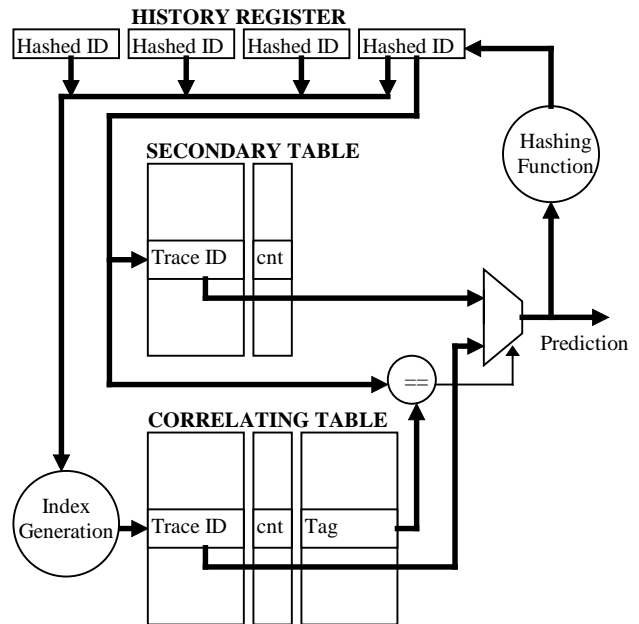 HISTORY REGISTER
Hashed ID Hashed ID Hashed ID Hashed ID
Hashing
Function
SECONDARY TABLE
Trace ID cnt
Prediction
==
CORRELATING TABLE
Index
Generation
Trace ID cnt Tag